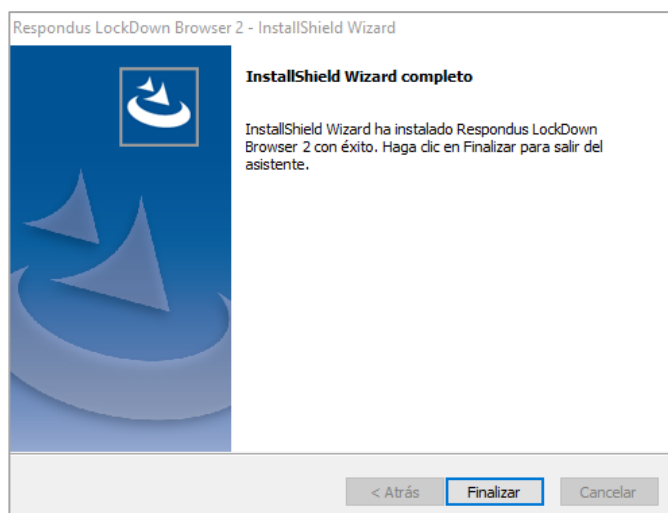 Respondus LockDown Browser 2 - InstallShield Wizard
InstallShield Wizard completo
InstallShield Wizard ha instalado Respondus LockDown
Browser 2 con éxito. Haga clic en Finalizar para salir del
asistente.
< Atrás
Finalizar
Cancelar